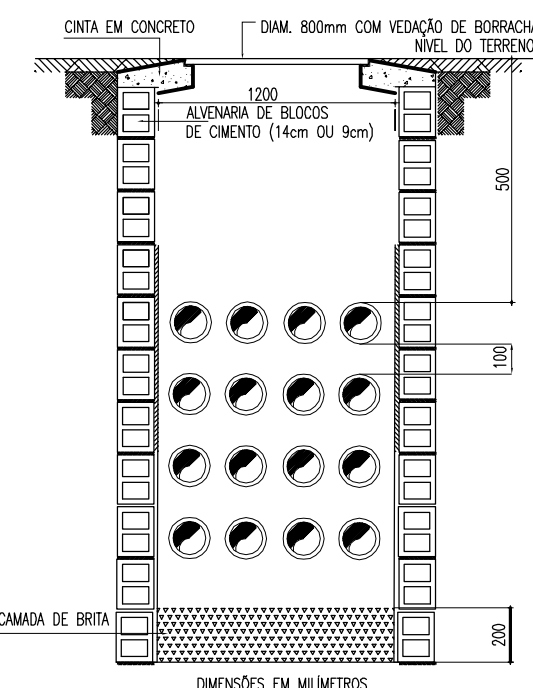 CINTA EM CONCRETO
DIAM. 800mm COM VEDAÇÃO DE BORRACHA
NÍVEL DO TERRENO
1200
ALVENARIA DE BLOCOS
DE CIMENTO (14cm OU 9cm)
500
100
CAMADA DE BRITA
200
DIMENSÕES EM MILÍMETROS